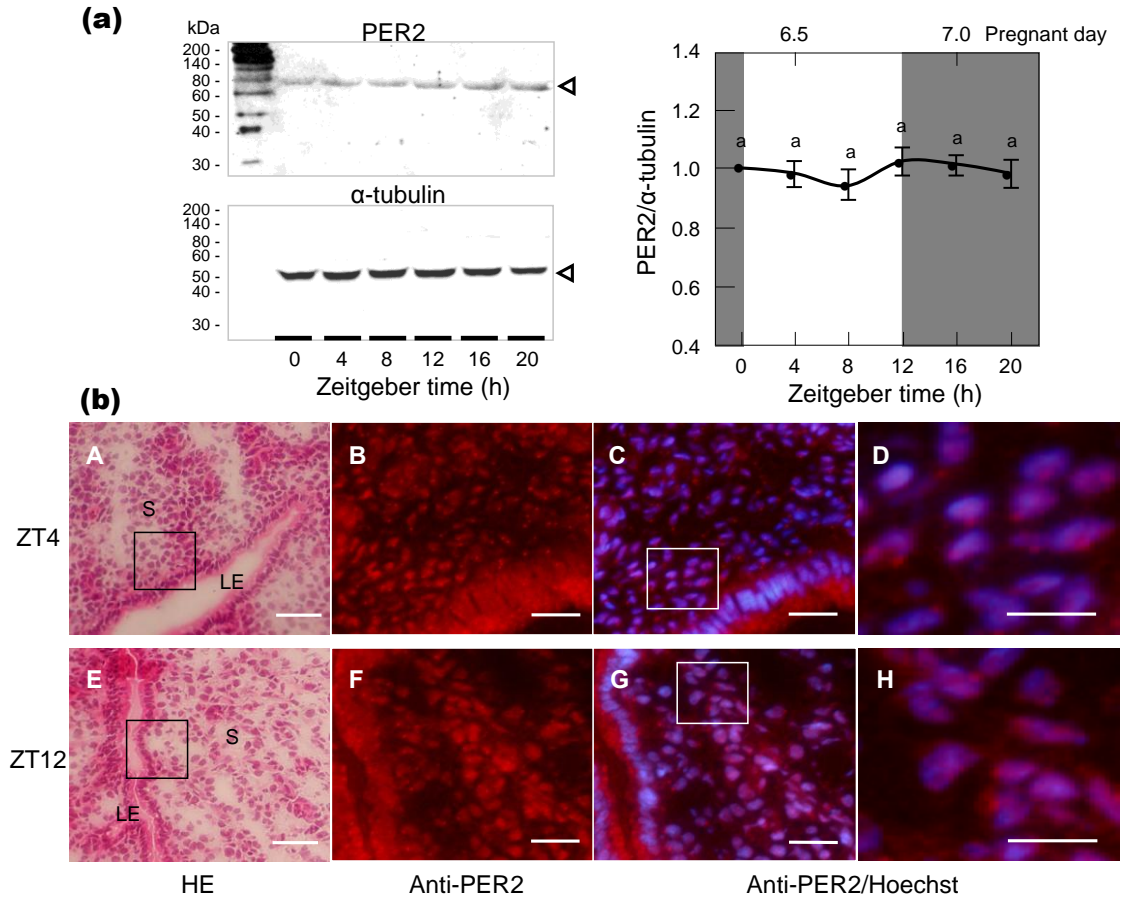 (a)
kDa
PER2
200 -
140 -
80 -
60 -
50 -
40 -
30 -
α-tubulin
200 -
140 -
80 -
60 -
50 -
40 -
30 -
0 4 8 12 16 20
Zeitgeber time (h)
6.5 7.0 Pregnant day
1.4
1.2
1.0
0.8
0.6
0.4
PER2/α-tubulin
a a a a a a
0 4 8 12 16 20
Zeitgeber time (h)
(b)
ZT4
A
S
LE
B
C
D
ZT12
E
S
LE
F
G
H
HE
Anti-PER2
Anti-PER2/Hoechst